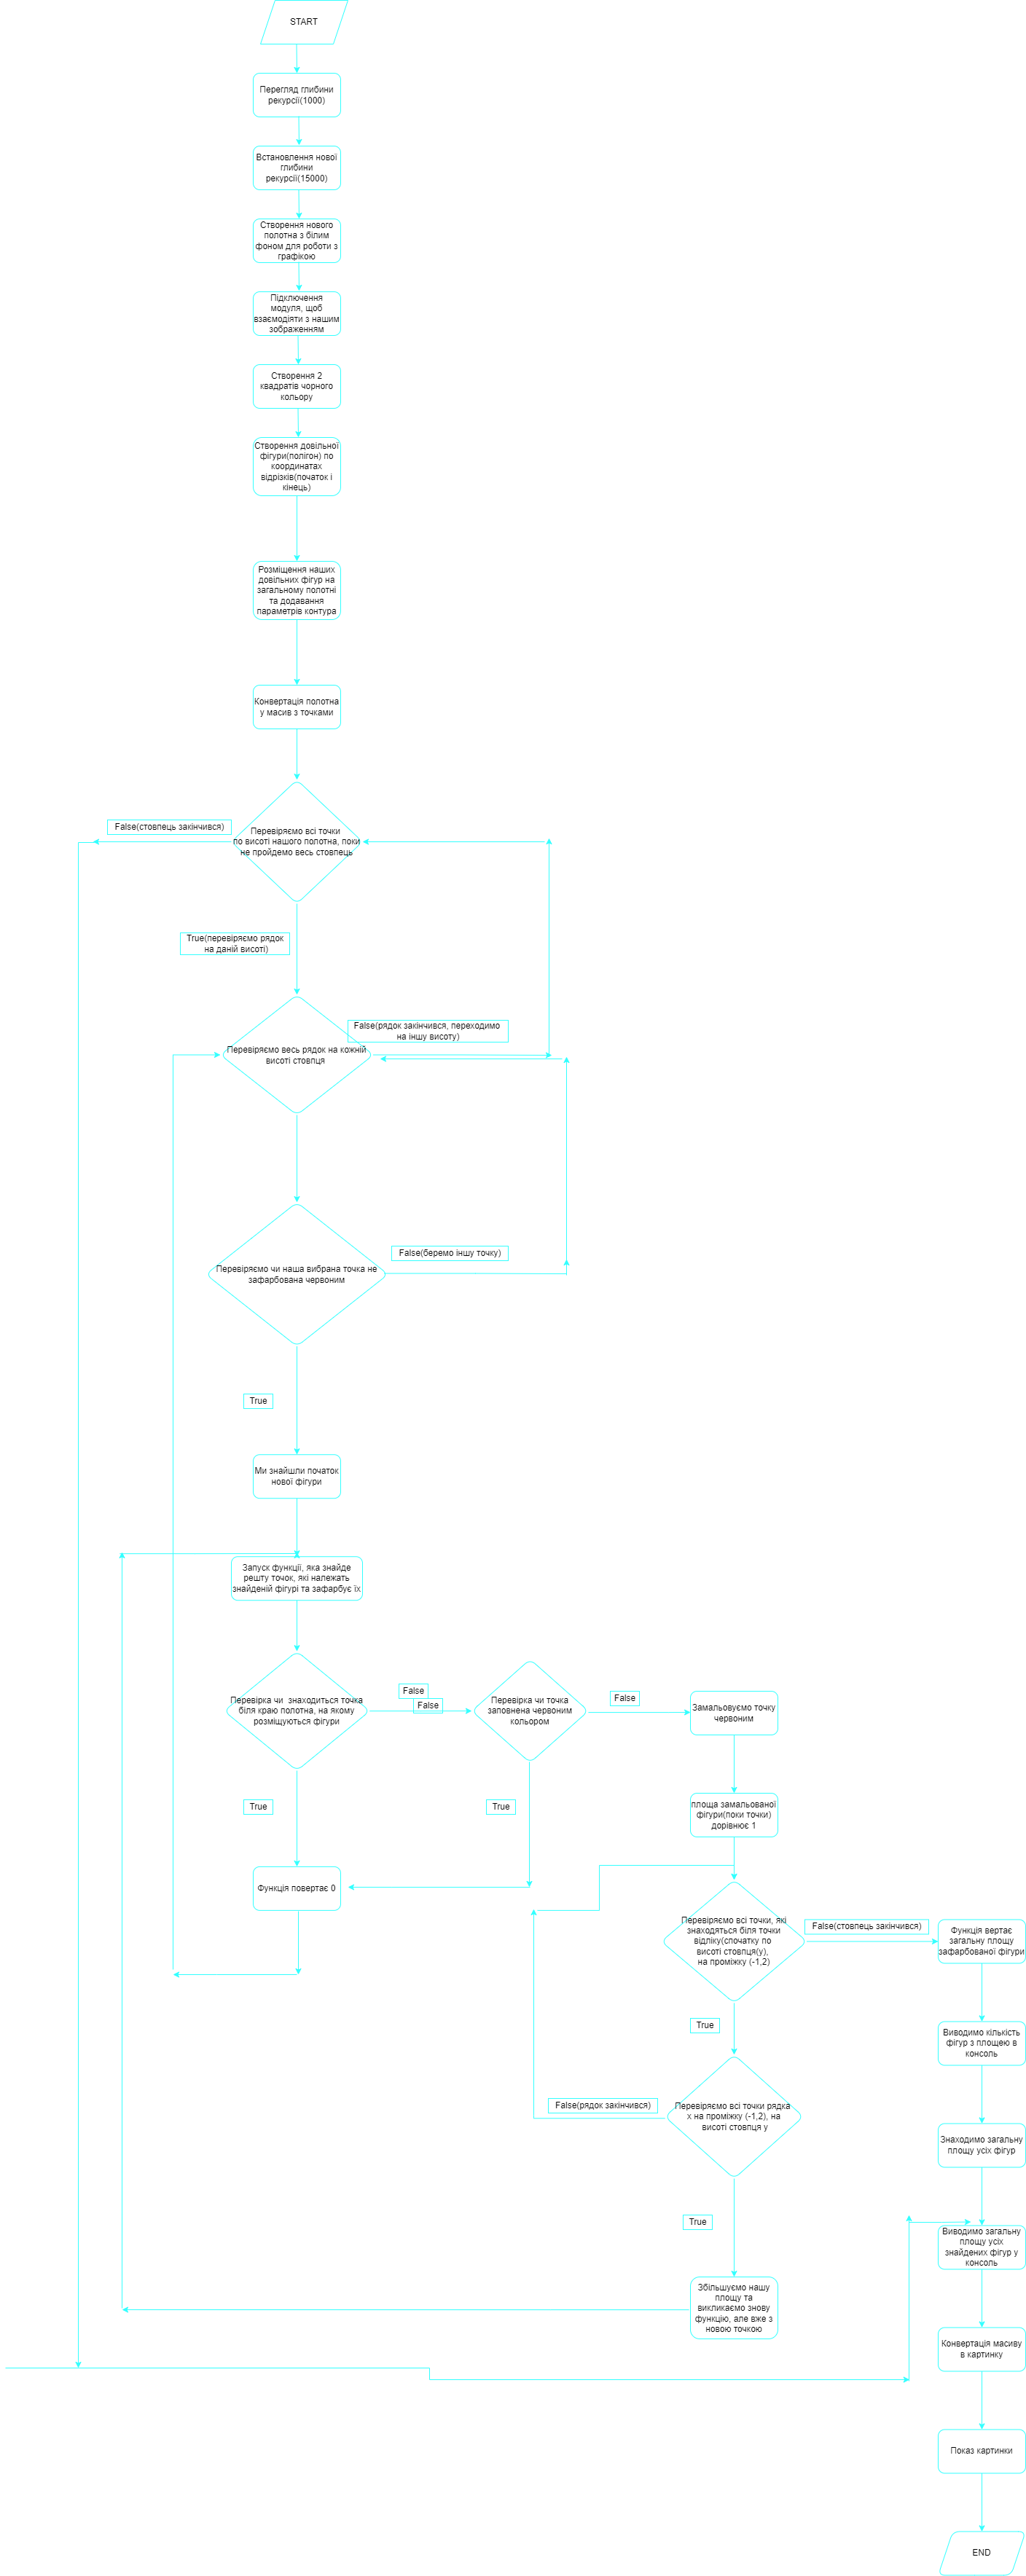 START
Перегляд глибини
рекурсії(1000)
Встановлення нової
глибини
рекурсії(15000)
Створення нового
полотна з білим
фоном для роботи з
графікою
Підключення
модуля, щоб
взаємодіяти з нашим
зображенням
Створення 2
квадратів чорного
кольору
Створення довільної
фігури(полігон) по
координатах
відрізків(початок і
кінець)
Розміщення наших
довільних фігур на
загальному полотні
та додавання
параметрів контура
Конвертація полотна
у масив з точками
False(стовпець закінчився)
Перевіряємо всі точки
по висоті нашого полотна, поки
не пройдемо весь стовпець
True(перевіряємо рядок
на даній висоті)
False(рядок закінчився, переходимо
на іншу висоту)
Перевіряємо весь рядок на кожній
висоті стовпця
False(беремо іншу точку)
Перевіряємо чи наша вибрана точка не
зафарбована червоним
True
Ми знайшли початок
нової фігури
Запуск функції, яка знайде
решту точок, які належать
знайденій фігурі та зафарбує їх
Перевірка чи  знаходиться точка
біля краю полотна, на якому
розміщуються фігури
False
False
Перевірка чи точка
заповнена червоним
кольором
False
Замальовуємо точку
червоним
True
True
площа замальованої
фігури(поки точки)
дорівнює 1
Функція повертає 0
Перевіряємо всі точки, які
знаходяться біля точки
відліку(спочатку по
висоті стовпця(y),
на проміжку (-1,2)
False(стовпець закінчився)
Функція вертає
загальну площу
зафарбованої фігури
True
Виводимо кількість
фігур з площею в
консоль
False(рядок закінчився)
Перевіряємо всі точки рядка
x на проміжку (-1,2), на
висоті стовпця y
Знаходимо загальну
площу усіх фігур
True
Виводимо загальну
площу усіх
знайдених фігур у
консоль
Збільшуємо нашу
площу та
викликаємо знову
функцію, але вже з
новою точкою
Конвертація масиву
в картинку
Показ картинки
END